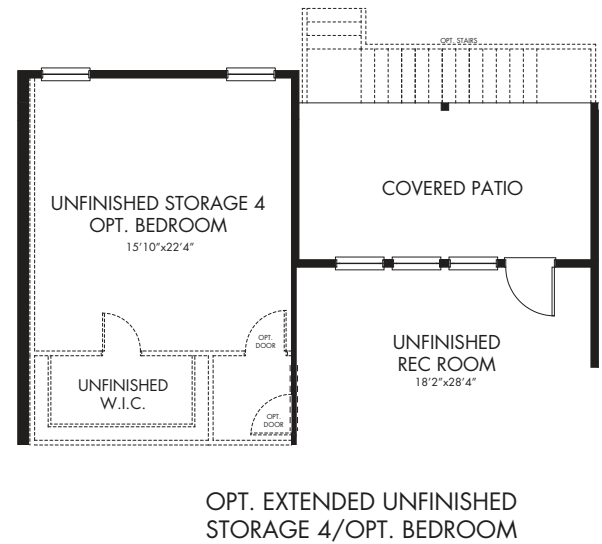 OPT. STAIRS
UNFINISHED STORAGE 4
OPT. BEDROOM
15'10"x22'4"
COVERED PATIO
OPT.
DOOR
UNFINISHED
REC ROOM
18'2"x28'4"
UNFINISHED
W.I.C.
OPT.
DOOR
OPT. EXTENDED UNFINISHED
STORAGE 4/OPT. BEDROOM